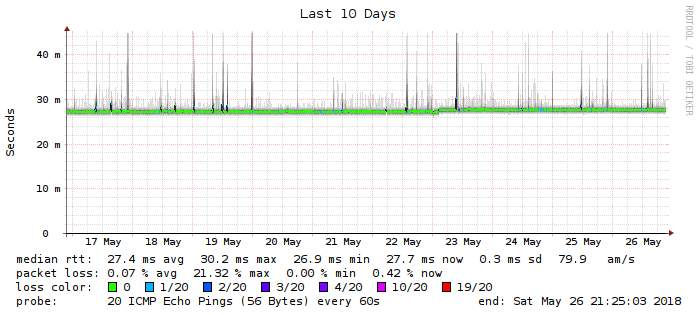 Last 10 Days
RRDTOOL / TOBI OETIKER
Seconds
40 m
30 m
20 m
10 m
0
17 May 18 May 19 May 20 May 21 May 22 May 23 May 24 May 25 May 26 May
median rtt: 27.4 ms avg 30.2 ms max 26.9 ms min 27.7 ms now 0.3 ms sd 79.9 am/s
packet loss: 0.07 % avg 21.32 % max 0.00 % min 0.42 % now
loss color: 0 1/20 2/20 3/20 4/20 10/20 19/20
probe: 20 ICMP Echo Pings (56 Bytes) every 60s end: Sat May 26 21:25:03 2018